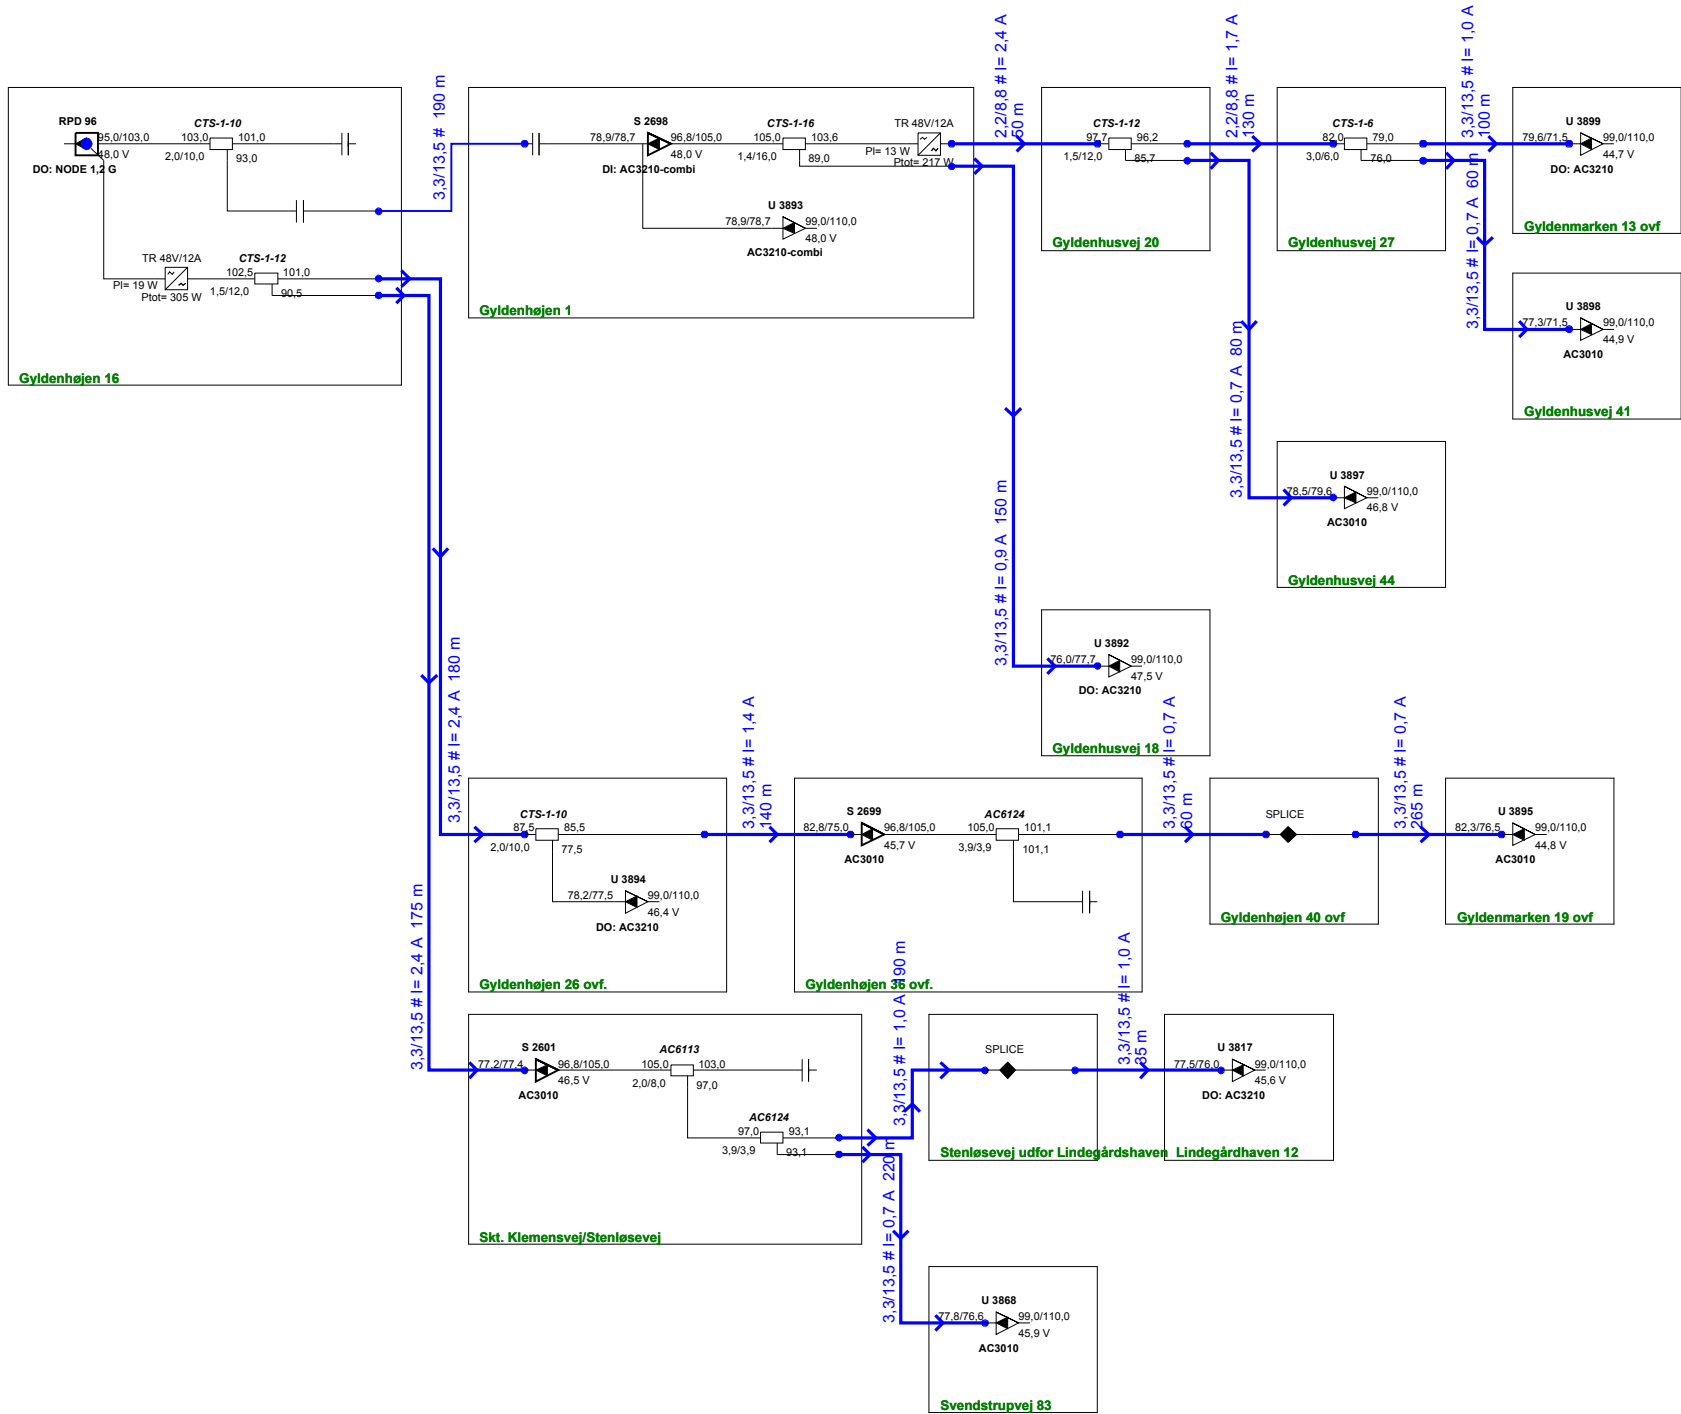 RPD 96
95,0/103,0
48,0 V
DO: NODE 1,2 G
CTS-1-10
103,0
101,0
2,0/10,0
93,0
TR 48V/12A
PI= 19 W
Ptot= 305 W
CTS-1-12
102,5
101,0
1,5/12,0
90,5
Gyldenhøjen 16
3,3/13,5 # 190 m
S 2698
78,9/78,7
96,8/105,0
48,0 V
DI: AC3210-combi
CTS-1-16
105,0
103,6
1,4/16,0
89,0
TR 48V/12A
PI= 13 W
Ptot= 217 W
U 3893
78,9/78,7
99,0/110,0
48,0 V
AC3210-combi
Gyldenhøjen 1
2,2/8,8 # I= 2,4 A
50 m
CTS-1-12
97,7
96,2
1,5/12,0
85,7
Gyldenhusvej 20
2,2/8,8 # I= 1,7 A
130 m
CTS-1-6
82,0
79,0
3,0/6,0
76,0
Gyldenhusvej 27
3,3/13,5 # I= 1,0 A
100 m
U 3899
79,6/71,5
99,0/110,0
44,7 V
DO: AC3210
Gyldenmarken 13 ovf
3,3/13,5 # I= 0,7 A 60 m
U 3898
77,3/71,5
99,0/110,0
44,9 V
AC3010
Gyldenhusvej 41
3,3/13,5 # I= 0,7 A 80 m
U 3897
78,5/79,6
99,0/110,0
46,8 V
AC3010
Gyldenhusvej 44
3,3/13,5 # I= 0,9 A 150 m
U 3892
76,0/77,7
99,0/110,0
47,5 V
DO: AC3210
Gyldenhusvej 18
3,3/13,5 # I= 2,4 A 180 m
CTS-1-10
87,5
85,5
2,0/10,0
77,5
U 3894
78,2/77,5
99,0/110,0
46,4 V
DO: AC3210
Gyldenhøjen 26 ovf.
3,3/13,5 # I= 1,4 A
140 m
S 2699
82,8/75,0
96,8/105,0
45,7 V
AC3010
AC6124
105,0
101,1
3,9/3,9
101,1
Gyldenhøjen 36 ovf.
3,3/13,5 # I= 0,7 A
60 m
SPLICE
Gyldenhøjen 40 ovf
3,3/13,5 # I= 0,7 A
265 m
U 3895
82,3/76,5
99,0/110,0
44,8 V
AC3010
Gyldenmarken 19 ovf
3,3/13,5 # I= 2,4 A 175 m
S 2601
77,2/77,4
96,8/105,0
46,5 V
AC3010
AC6113
105,0
103,0
2,0/8,0
97,0
AC6124
97,0
93,1
3,9/3,9
93,1
Skt. Klemensvej/Stenløsevej
3,3/13,5 # I= 1,0 A 190 m
SPLICE
Stenløsevej udfor Lindegårdshaven
3,3/13,5 # I= 1,0 A
85 m
U 3817
77,5/76,0
99,0/110,0
45,6 V
DO: AC3210
Lindegårdhaven 12
3,3/13,5 # I= 0,7 A 220 m
U 3868
77,8/76,6
99,0/110,0
45,9 V
AC3010
Svendstrupvej 83